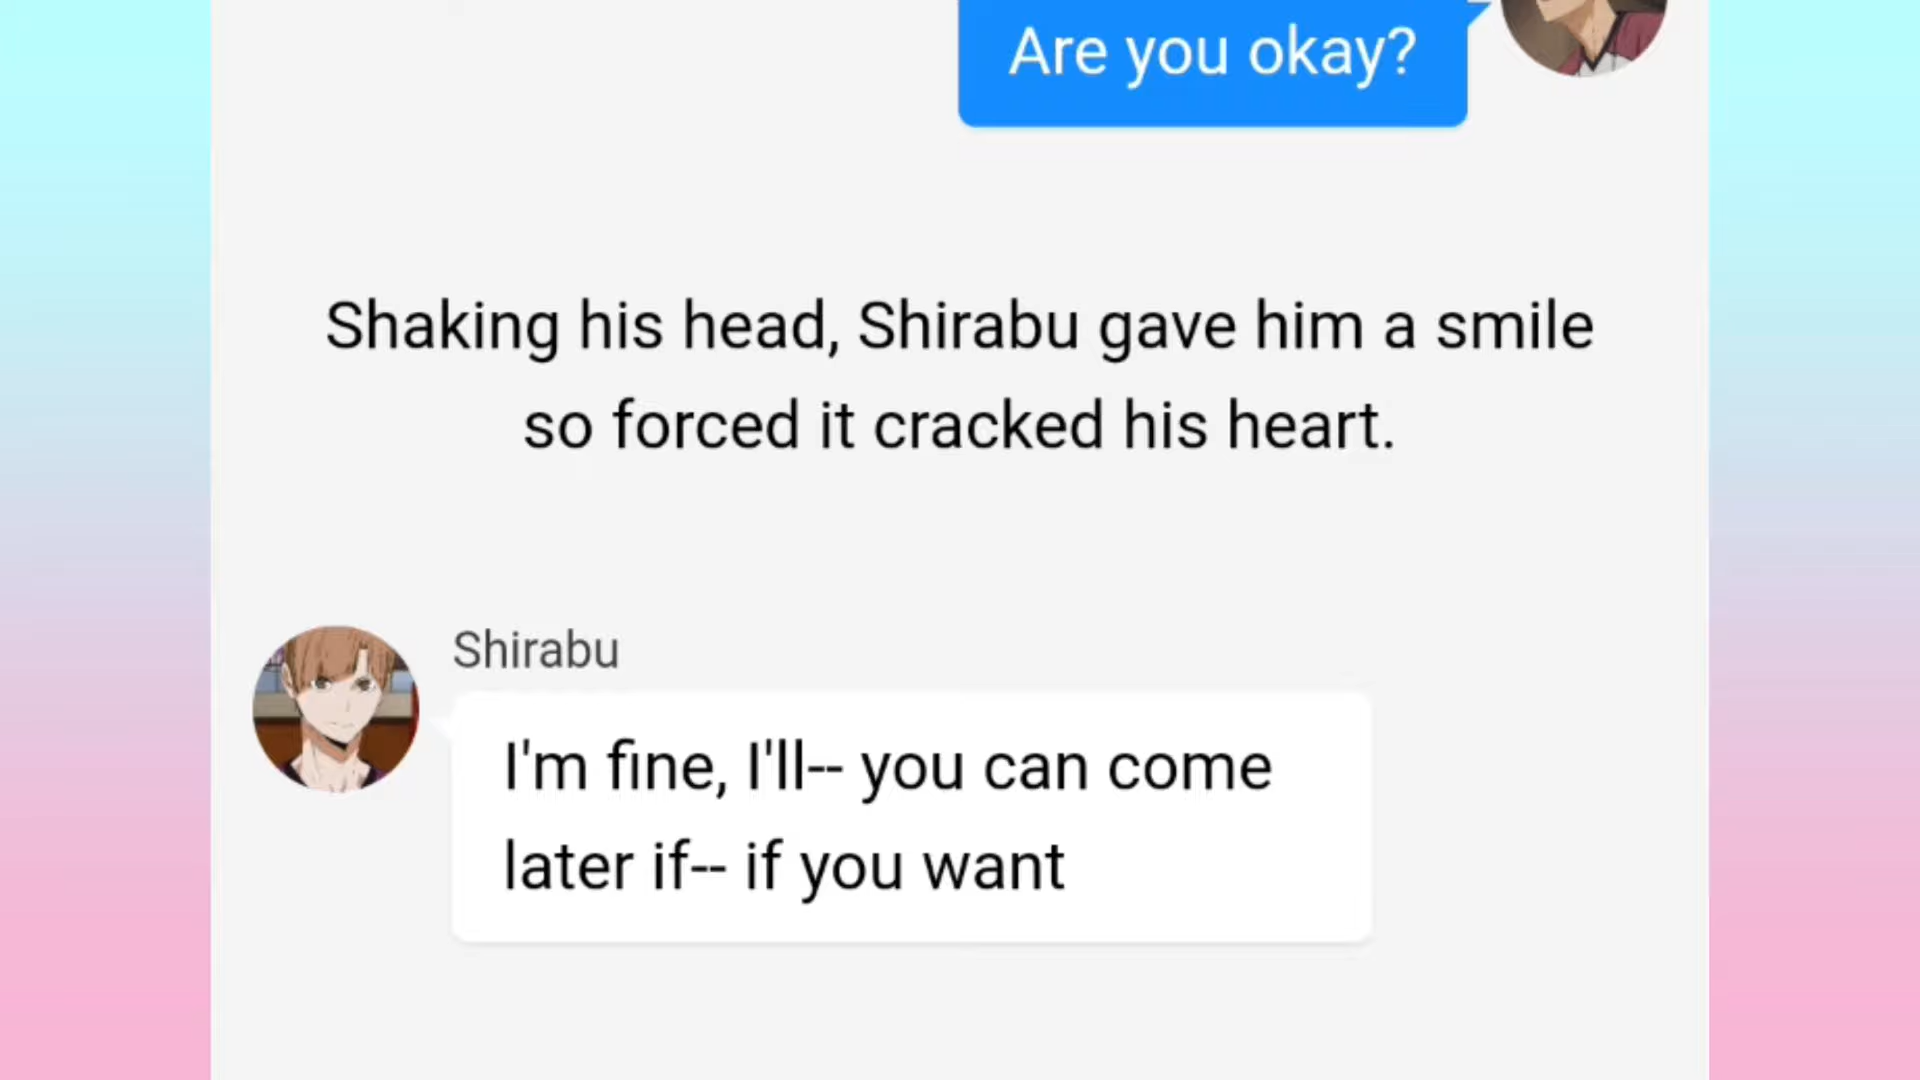 Are you okay?
Shaking his head, Shirabu gave him a smile
so forced it cracked his heart.
Shirabu
I'm fine, I'll-- you can come
later if-- if you want